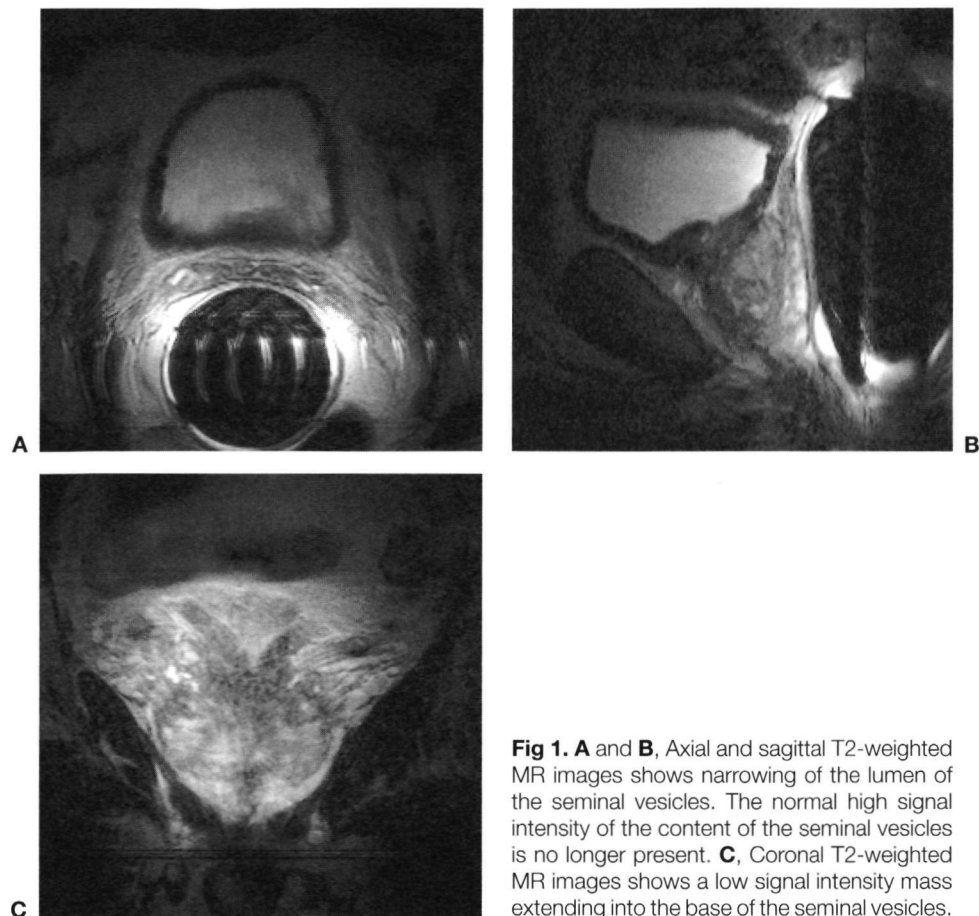 A
B
C
Fig 1. A and B, Axial and sagittal T2-weighted
MR images shows narrowing of the lumen of
the seminal vesicles. The normal high signal
intensity of the content of the seminal vesicles
is no longer present. C, Coronal T2-weighted
MR images shows a low signal intensity mass
extending into the base of the seminal vesicles.